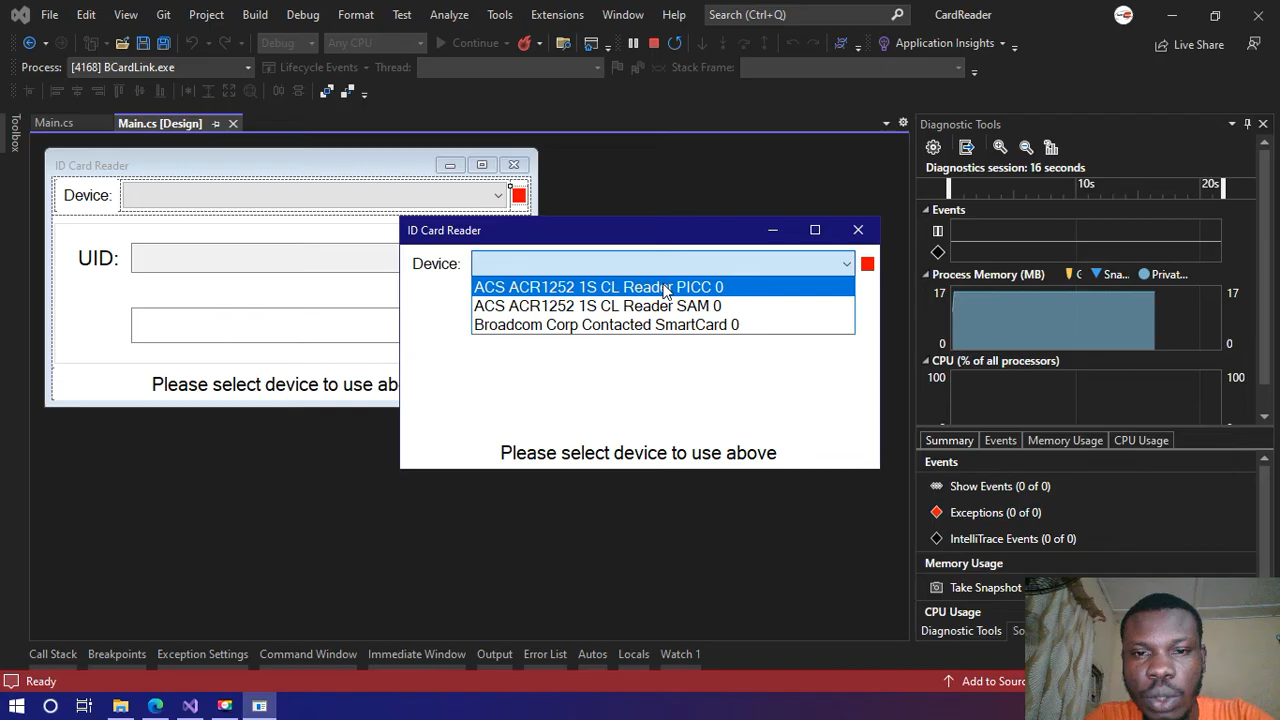 File Edit View Git Project Build Debug Format Test Analyze Tools Extensions Window Help Search (Ctrl+Q) CardReader
Debug Any CPU Continue Application Insights Live Share
Process: [4168] BCardLink.exe Lifecycle Events Thread: Stack Frame:
Toolbox
Main.cs Main.cs [Design]
ID Card Reader
Device:
UID:
Please select device to use abo
ID Card Reader
Device:
ACS ACR1252 1S CL Reader PICC 0
ACS ACR1252 1S CL Reader SAM 0
Broadcom Corp Contacted SmartCard 0
Please select device to use above
Diagnostic Tools
Diagnostic session: 16 seconds
10s 20s
Events
Process Memory (MB) G Sna... Privat...
17 17
0 0
CPU (% of all processors)
100 100
Summary Events Memory Usage CPU Usage
Events
Show Events (0 of 0)
Exceptions (0 of 0)
IntelliTrace Events (0 of 0)
Memory Usage
Take Snapshot
CPU Usage
Diagnostic Tools So
Call Stack Breakpoints Exception Settings Command Window Immediate Window Output Error List Autos Locals Watch 1
Ready Add to Sourc